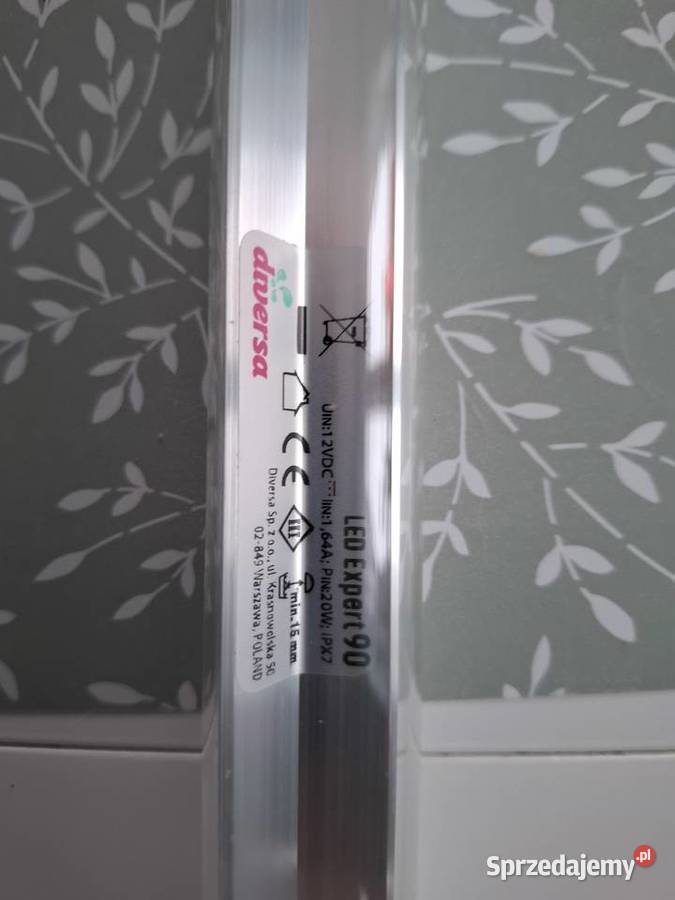 LED Expert 90
UIN:12VDC ⎓ IIN:1,64A; PIN:20W; IPX7
CE
min. 16 mm
diversa
Diversa Sp. z o.o., ul. Krasnowolska 50
02-849 Warszawa, POLAND
Sprzedajemy.pl